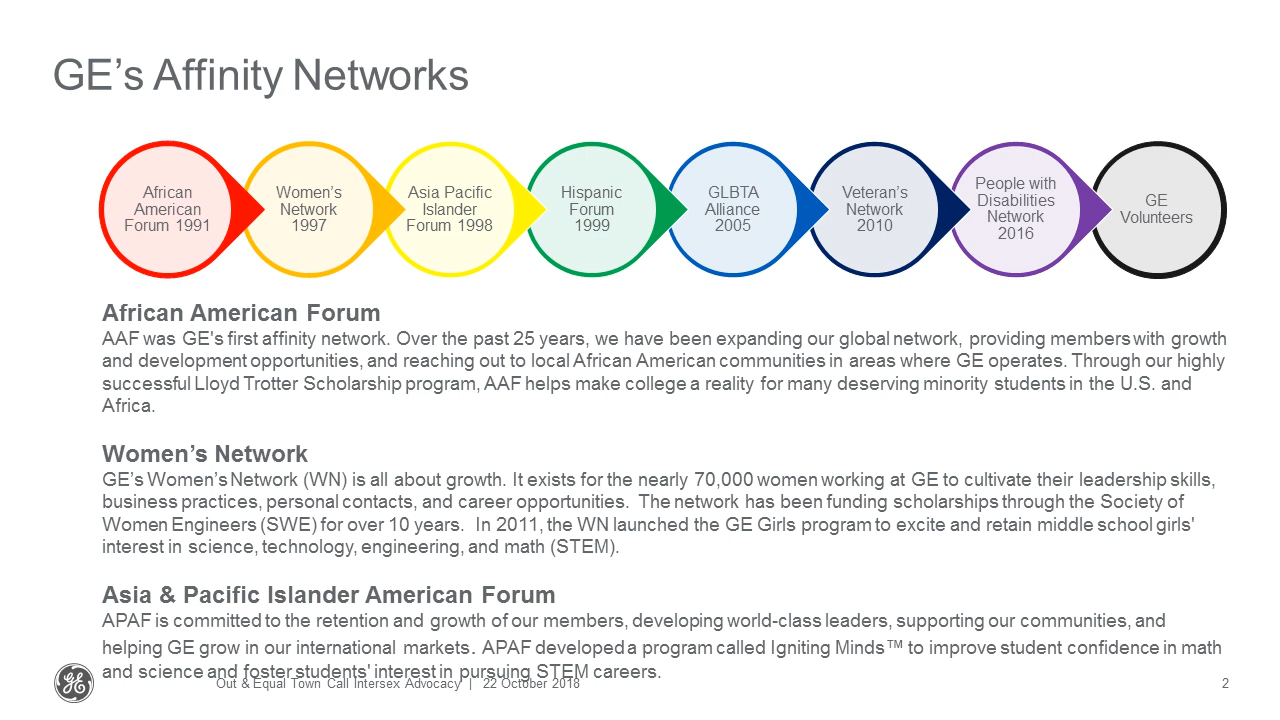 GE’s Affinity Networks
African
American
Forum 1991
Women’s
Network
1997
Asia Pacific
Islander
Forum 1998
Hispanic
Forum
1999
GLBTA
Alliance
2005
Veteran’s
Network
2010
People with
Disabilities
Network
2016
GE
Volunteers
African American Forum
AAF was GE's first affinity network. Over the past 25 years, we have been expanding our global network, providing members with growth
and development opportunities, and reaching out to local African American communities in areas where GE operates. Through our highly
successful Lloyd Trotter Scholarship program, AAF helps make college a reality for many deserving minority students in the U.S. and
Africa.
Women’s Network
GE’s Women’s Network (WN) is all about growth. It exists for the nearly 70,000 women working at GE to cultivate their leadership skills,
business practices, personal contacts, and career opportunities. The network has been funding scholarships through the Society of
Women Engineers (SWE) for over 10 years. In 2011, the WN launched the GE Girls program to excite and retain middle school girls'
interest in science, technology, engineering, and math (STEM).
Asia & Pacific Islander American Forum
APAF is committed to the retention and growth of our members, developing world-class leaders, supporting our communities, and
helping GE grow in our international markets. APAF developed a program called Igniting Minds™ to improve student confidence in math
and science and foster students' interest in pursuing STEM careers.
GE
Out & Equal Town Call Intersex Advocacy | 22 October 2018
2